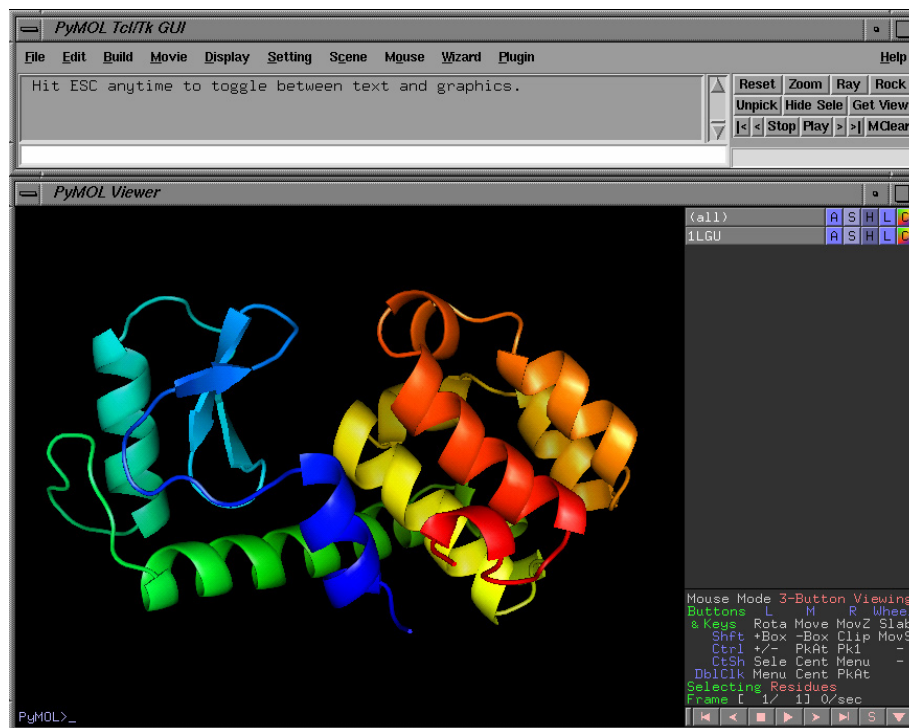 PyMOL Tcl/Tk GUI
File Edit Build Movie Display Setting Scene Mouse Wizard Plugin Help
Hit ESC anytime to toggle between text and graphics.
Reset Zoom Ray Rock
Unpick Hide Sele Get View
|< < Stop Play > >| MClear
PyMOL Viewer
(all) A S H L C
1LGU A S H L C
Mouse Mode 3-Button Viewing
Buttons L M R Wheel
& Keys Rota Move MovZ Slab
Shft +Box -Box Clip MovS
Ctrl +/- PkAt Pk1 -
CtSh Sele Cent Menu -
DblClk Menu Cent PkAt
Selecting Residues
Frame [ 1/ 1] 0/sec
PyMOL>_ S